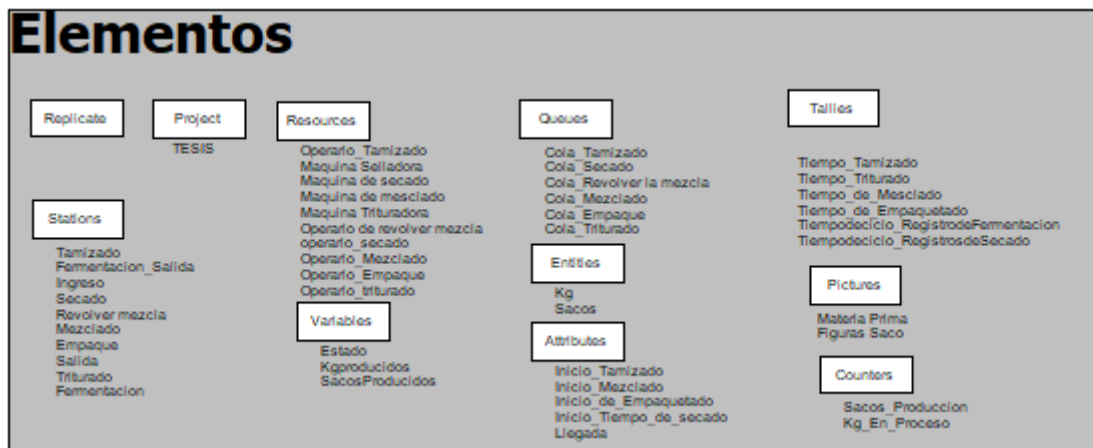 Elementos
Replicate
Project
TESIS
Resources
Operario_Tamizado
Maquina Selladora
Maquina de secado
Maquina de mesclado
Maquina Trituradora
Operario de revolver mezcla
operario_secado
Operario_Mezclado
Operario_Empaque
Operario_triturado
Queues
Cola_Tamizado
Cola_Secado
Cola_Revolver la mezcla
Cola_Mezclado
Cola_Empaque
Cola_Triturado
Tallies
Tiempo_Tamizado
Tiempo_Triturado
Tiempo_de_Mesclado
Tiempo_de_Empaquetado
Tiempodeciclo_RegistrodeFermentacion
Tiempodeciclo_RegistrosdeSecado
Stations
Tamizado
Fermentacion_Salida
Ingreso
Secado
Revolver mezcla
Mezclado
Empaque
Salida
Triturado
Fermentacion
Variables
Estado
Kgproducidos
SacosProducidos
Entities
Kg
Sacos
Attributes
Inicio_Tamizado
Inicio_Mezclado
Inicio_de_Empaquetado
Inicio_Tiempo_de_secado
Llegada
Pictures
Materia Prima
Figuras Saco
Counters
Sacos_Produccion
Kg_En_Proceso